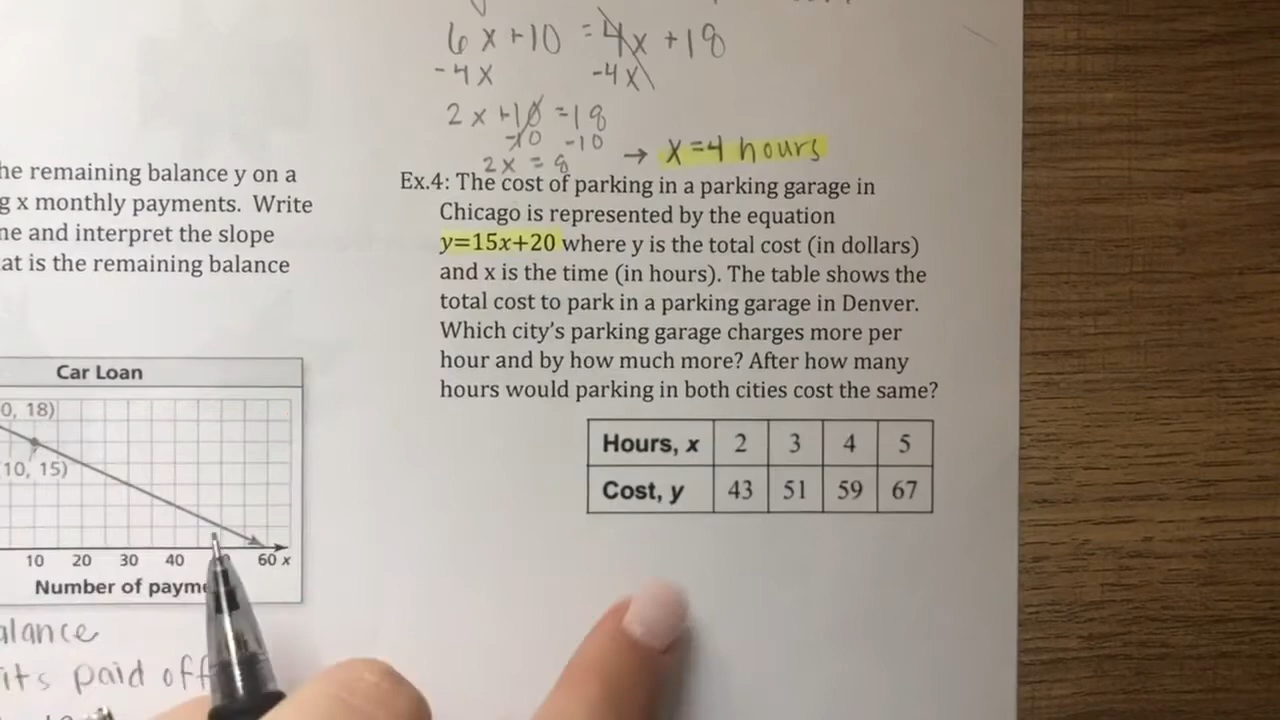 6x+10 = 4x +18
-4x -4x
2x +10 = 18
-10 -10
2x = 8 → x=4 hours
he remaining balance y on a
g x monthly payments. Write
ne and interpret the slope
at is the remaining balance
Car Loan
0, 18)
10, 15)
10 20 30 40 60 x
Number of payme
alance
its paid off
Ex.4: The cost of parking in a parking garage in
Chicago is represented by the equation
y=15x+20 where y is the total cost (in dollars)
and x is the time (in hours). The table shows the
total cost to park in a parking garage in Denver.
Which city's parking garage charges more per
hour and by how much more? After how many
hours would parking in both cities cost the same?
Hours, x 2 3 4 5
Cost, y 43 51 59 67